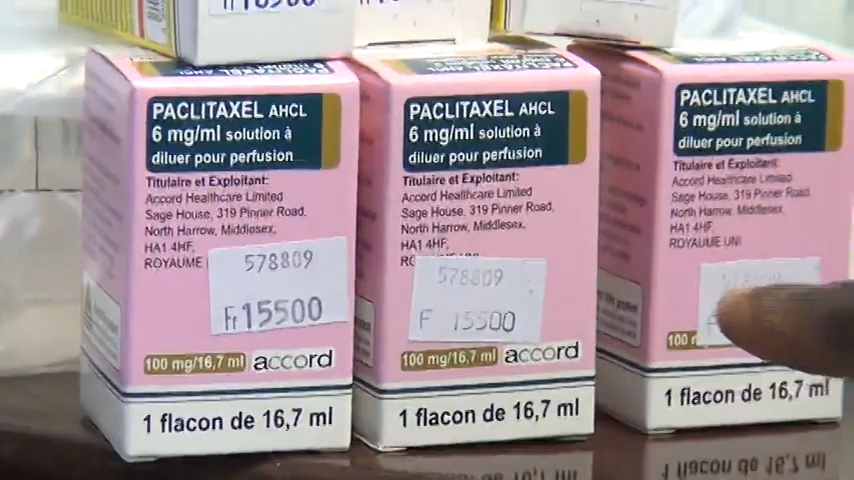 PACLITAXEL AHCL
6 mg/ml solution à
diluer pour perfusion
Titulaire et Exploitant:
Accord Healthcare Limited
Sage House, 319 Pinner Road,
North Harrow, Middlesex,
HA1 4HF,
ROYAUME
578809
Fr 15500
100 mg/16,7 ml accord
1 flacon de 16,7 ml
PACLITAXEL AHCL
6 mg/ml solution à
diluer pour perfusion
Titulaire et Exploitant:
Accord Healthcare Limited
Sage House, 319 Pinner Road,
North Harrow, Middlesex,
HA1 4HF,
578809
F 15500
100 mg/16,7 ml accord
1 flacon de 16,7 ml
PACLITAXEL AHCL
6 mg/ml solution à
diluer pour perfusion
Titulaire et Exploitant:
Accord Healthcare Limited
Sage House, 319 Pinner Road,
North Harrow, Middlesex,
HA1 4HF,
ROYAUME UNI
100
1 flacon de 16,7 ml